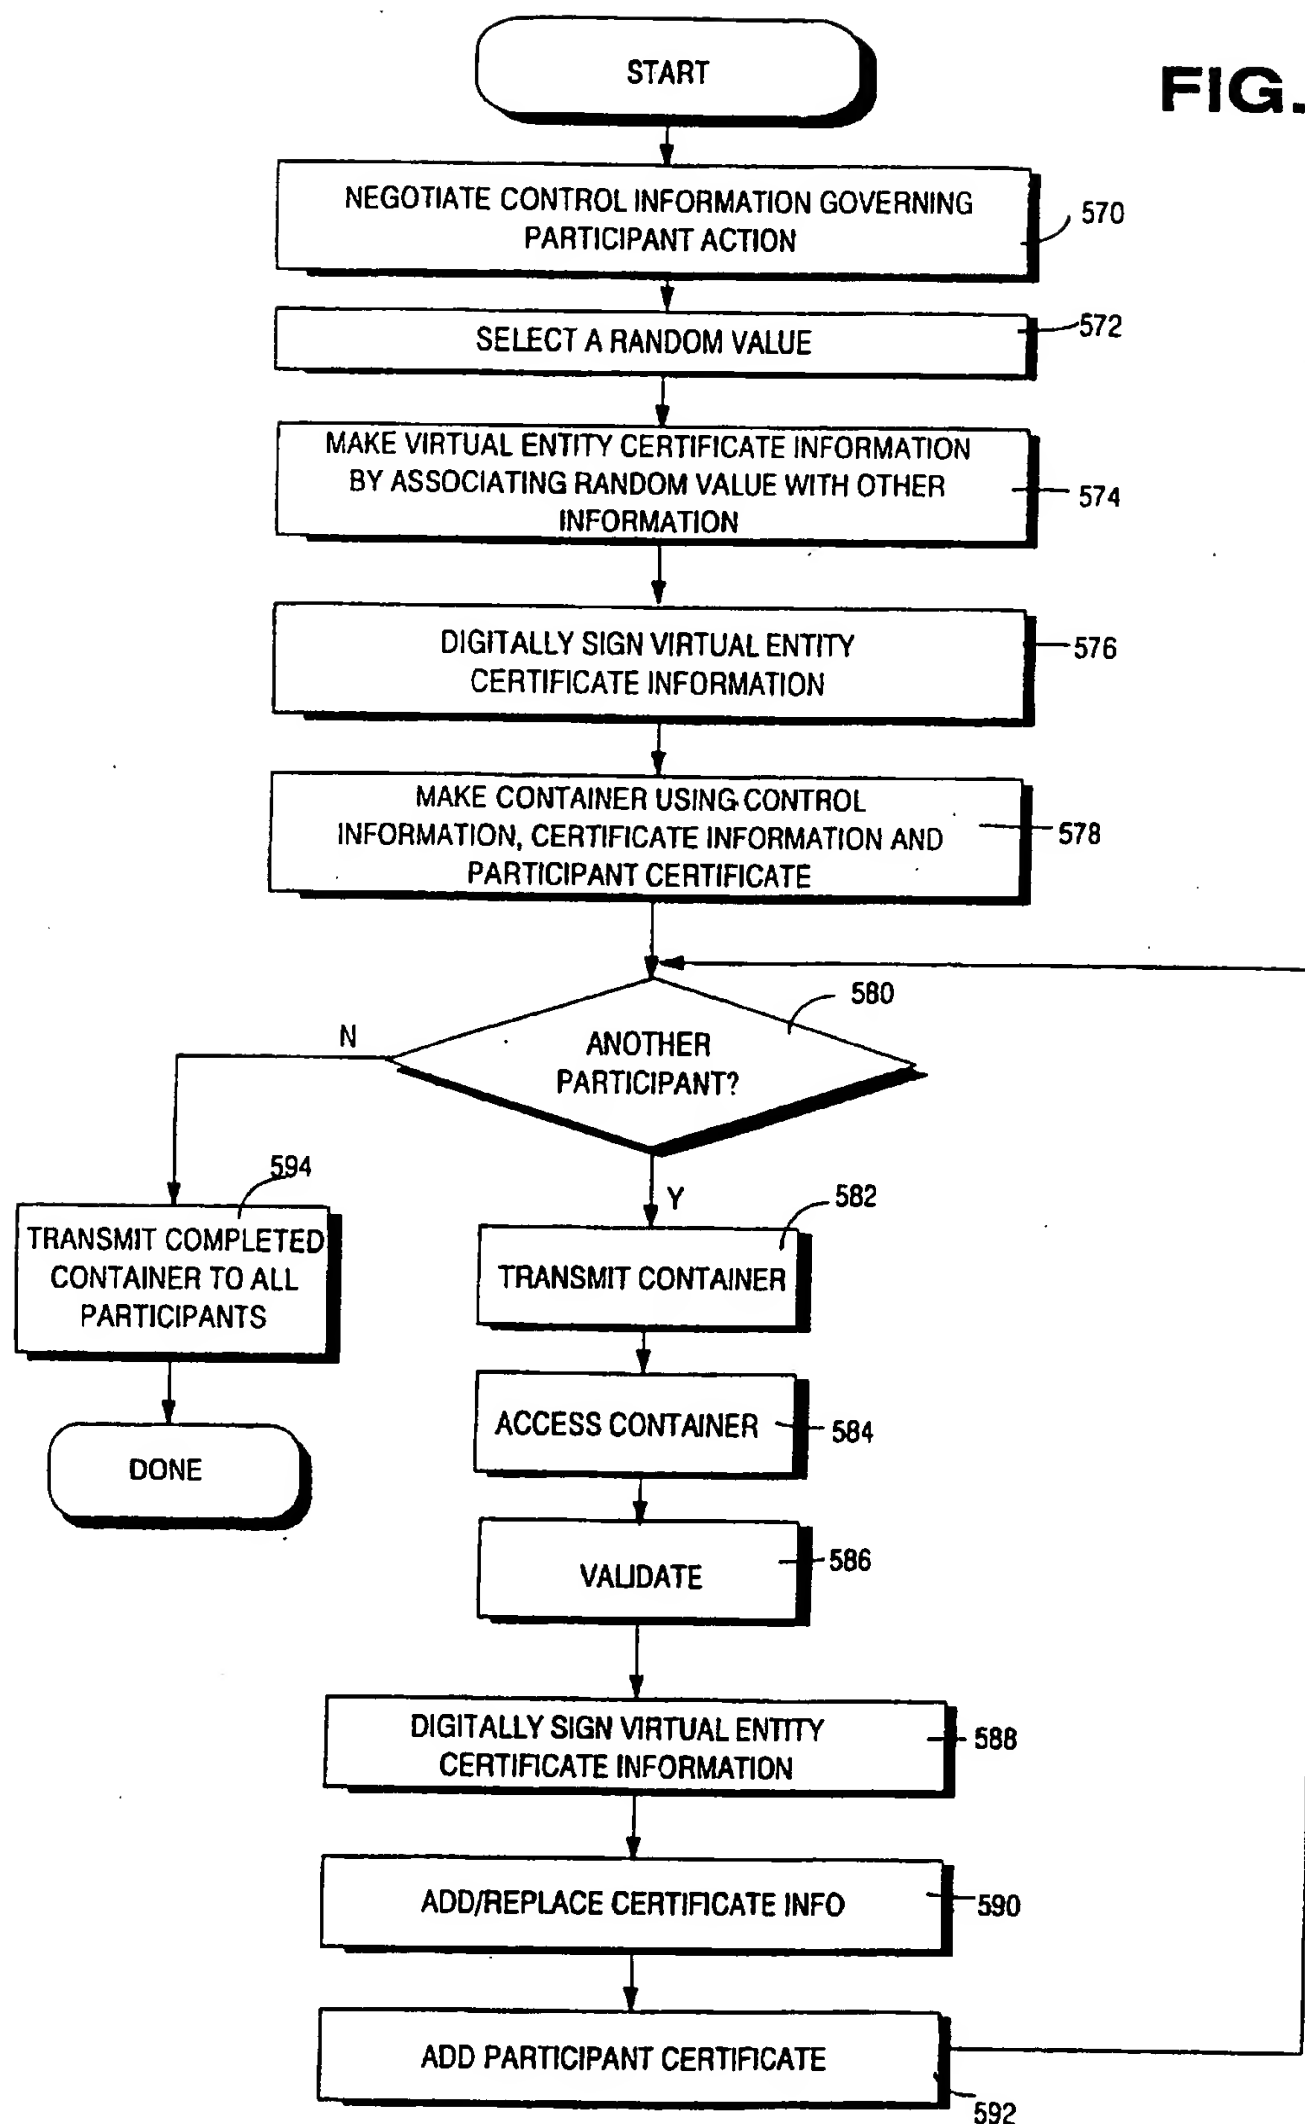 START
FIG.
NEGOTIATE CONTROL INFORMATION GOVERNING
PARTICIPANT ACTION
570
SELECT A RANDOM VALUE
572
MAKE VIRTUAL ENTITY CERTIFICATE INFORMATION
BY ASSOCIATING RANDOM VALUE WITH OTHER
INFORMATION
574
DIGITALLY SIGN VIRTUAL ENTITY
CERTIFICATE INFORMATION
576
MAKE CONTAINER USING CONTROL
INFORMATION, CERTIFICATE INFORMATION AND
PARTICIPANT CERTIFICATE
578
580
N
ANOTHER
PARTICIPANT?
594
TRANSMIT COMPLETED
CONTAINER TO ALL
PARTICIPANTS
DONE
Y
582
TRANSMIT CONTAINER
ACCESS CONTAINER
584
VALIDATE
586
DIGITALLY SIGN VIRTUAL ENTITY
CERTIFICATE INFORMATION
588
ADD/REPLACE CERTIFICATE INFO
590
ADD PARTICIPANT CERTIFICATE
592